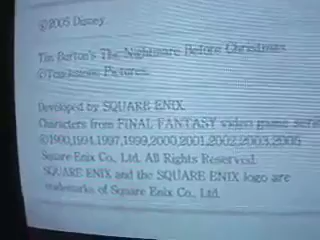 ©2005 Disney.
Tim Burton's The Nightmare Before Christmas
©Touchstone Pictures.
Developed by SQUARE ENIX.
Characters from FINAL FANTASY video game
©1990,1994,1997,1999,2000,2001,2002,2003,2005
Square Enix Co., Ltd. All Rights Reserved.
SQUARE ENIX and the SQUARE ENIX logo are
trademarks of Square Enix Co., Ltd.